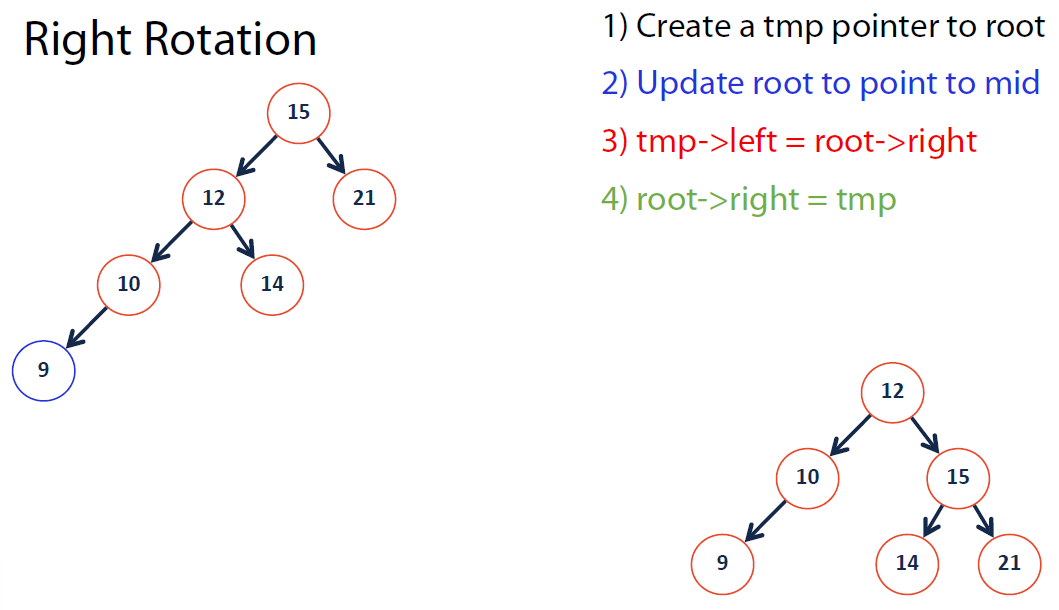 Right Rotation
1) Create a tmp pointer to root
2) Update root to point to mid
3) tmp->left = root->right
4) root->right = tmp
15
12
21
10
14
9
12
10
15
9
14
21